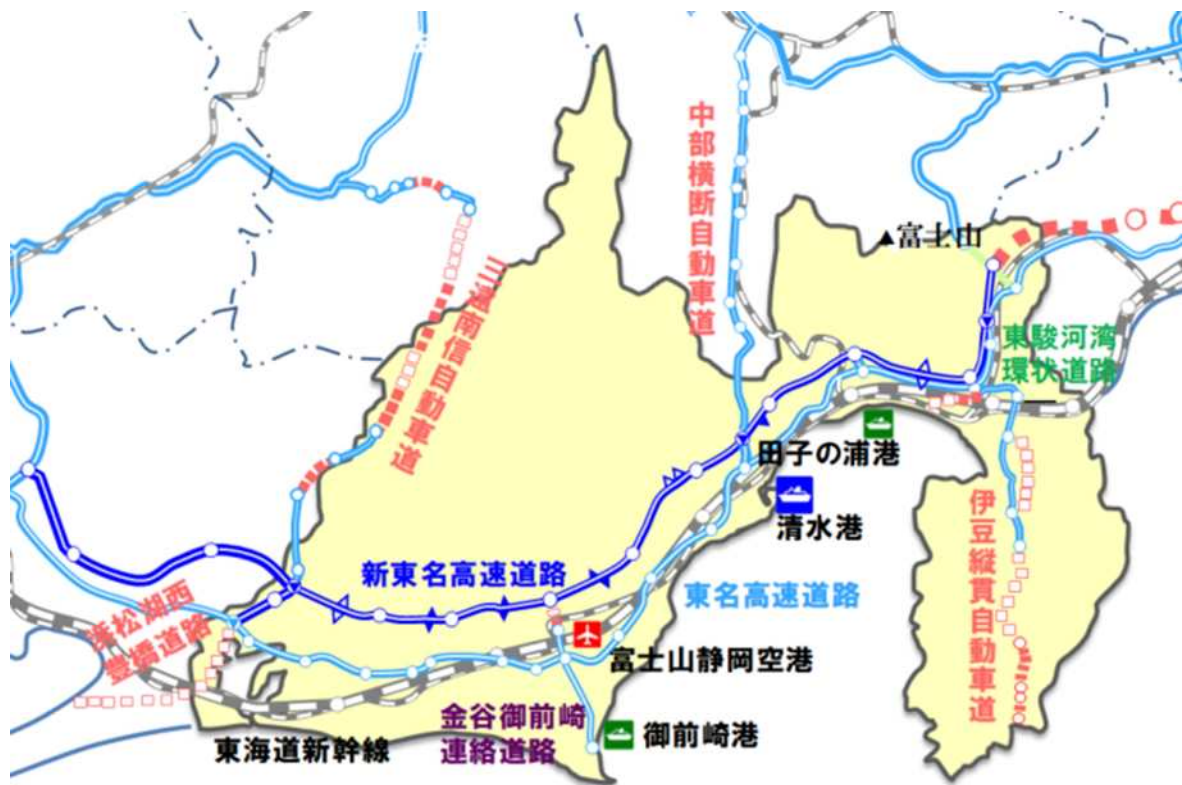 中部横断自動車道
▲富士山
三遠南信自動車道
東駿河湾
環状道路
田子の浦港
清水港
伊豆縦貫自動車道
新東名高速道路
東名高速道路
浜松湖西
豊橋道路
富士山静岡空港
金谷御前崎
連絡道路
御前崎港
東海道新幹線